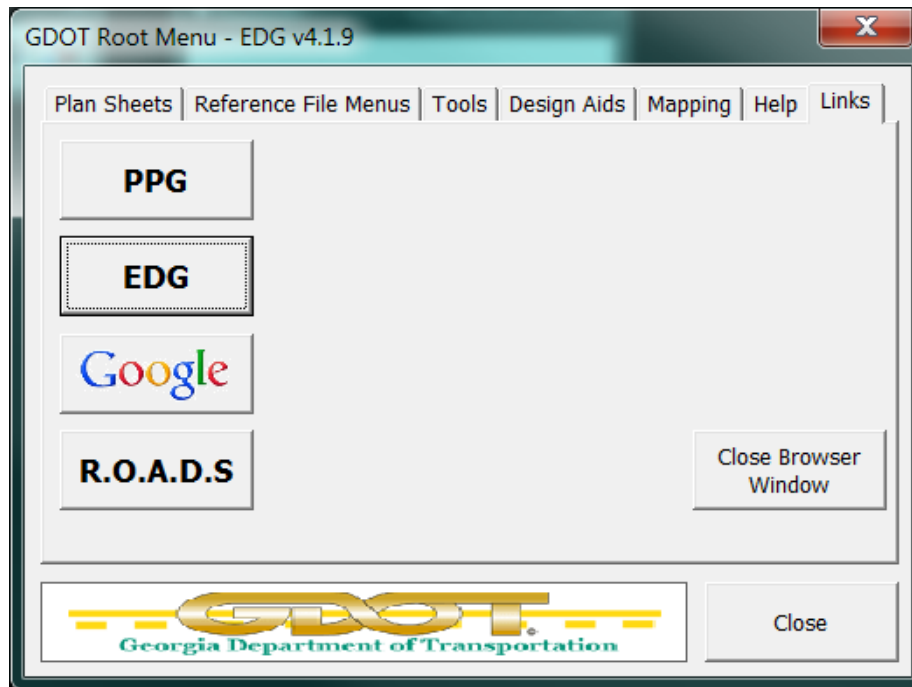 GDOT Root Menu - EDG v4.1.9
Plan Sheets Reference File Menus Tools Design Aids Mapping Help Links
PPG
EDG
Google
R.O.A.D.S
Close Browser
Window
GDOT
Georgia Department of Transportation
Close